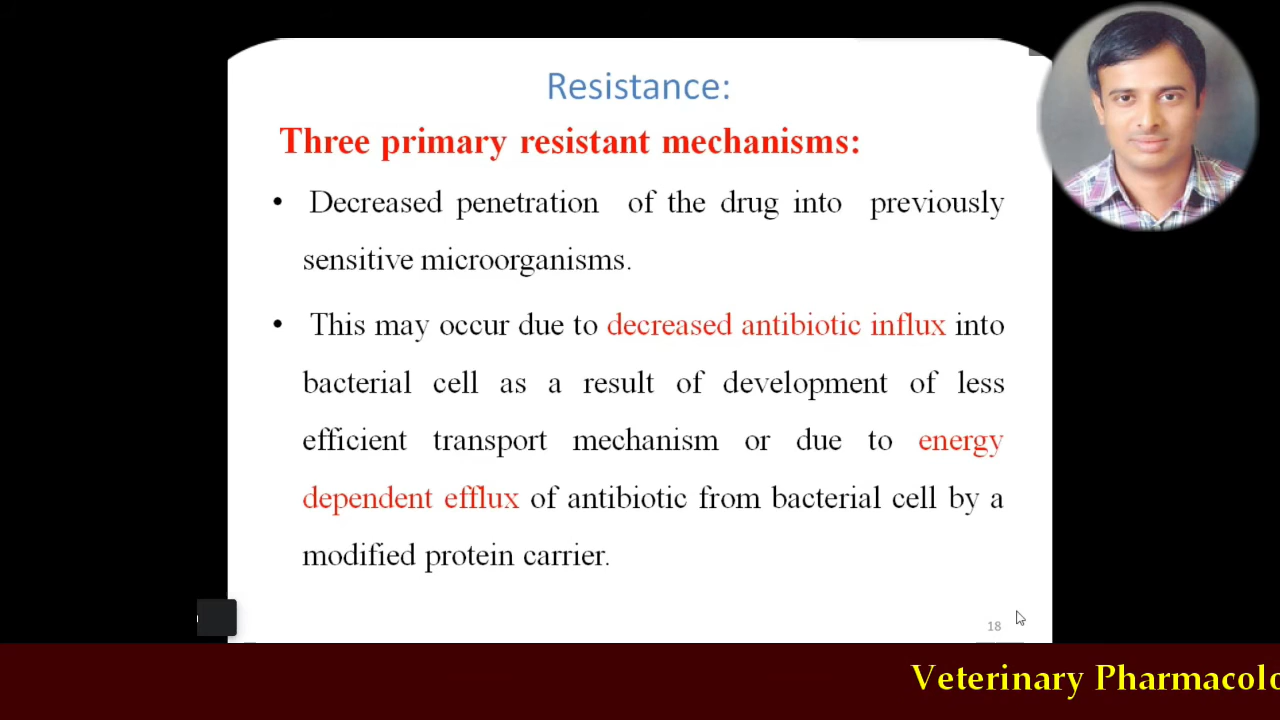 Resistance:
Three primary resistant mechanisms:
• Decreased penetration of the drug into previously
sensitive microorganisms.
• This may occur due to decreased antibiotic influx into
bacterial cell as a result of development of less
efficient transport mechanism or due to energy
dependent efflux of antibiotic from bacterial cell by a
modified protein carrier.
18
Veterinary Pharmacolo